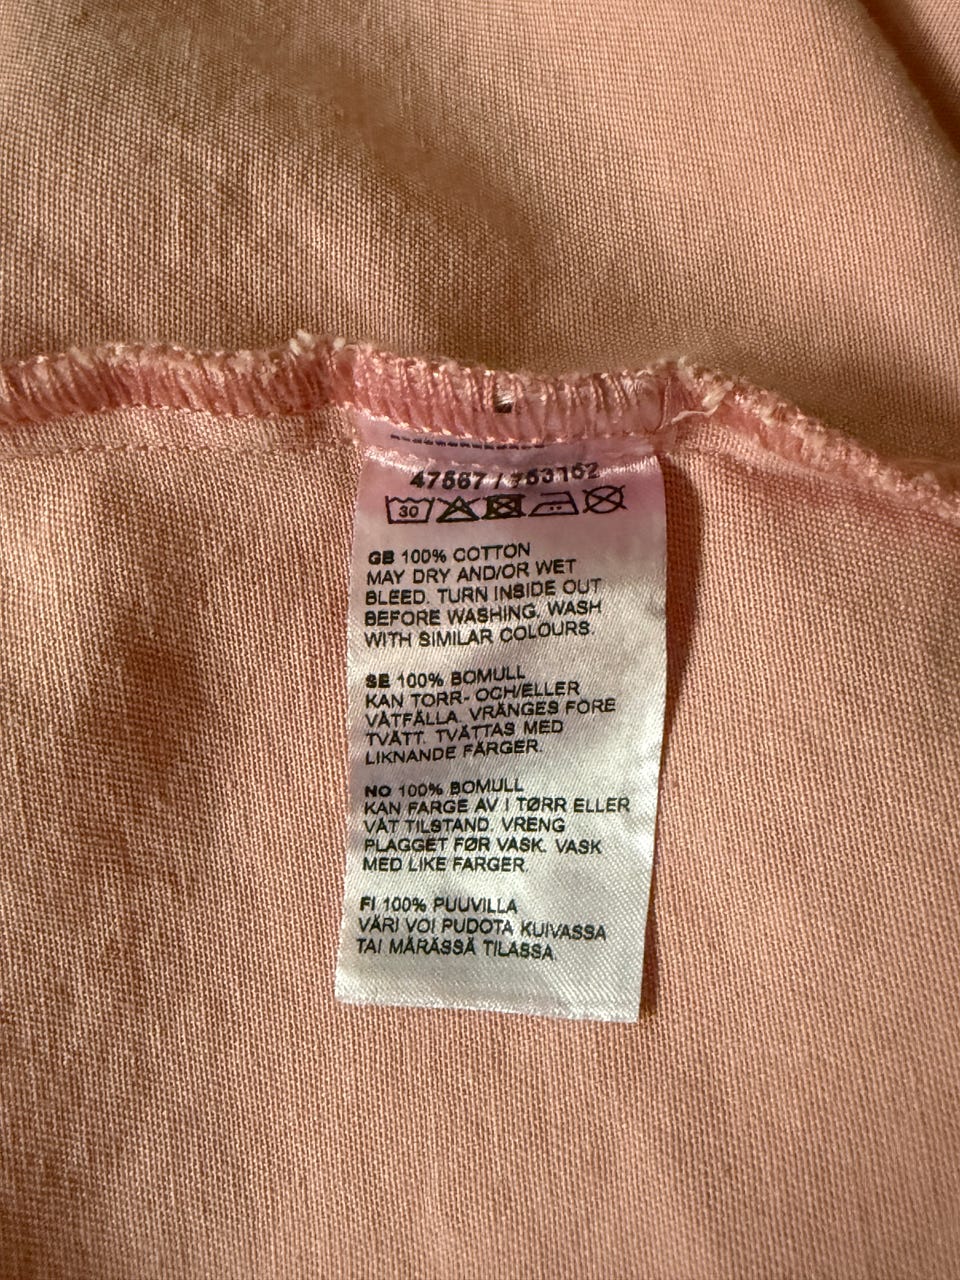 47567 / 753152
30
GB 100% COTTON
MAY DRY AND/OR WET
BLEED. TURN INSIDE OUT
BEFORE WASHING. WASH
WITH SIMILAR COLOURS.
SE 100% BOMULL
KAN TORR- OCH/ELLER
VÅTFÄLLA. VRÄNGES FÖRE
TVÄTT. TVÄTTAS MED
LIKNANDE FÄRGER.
NO 100% BOMULL
KAN FARGE AV I TØRR ELLER
VÅT TILSTAND. VRENG
PLAGGET FØR VASK. VASK
MED LIKE FARGER.
FI 100% PUUVILLA
VÄRI VOI PUDOTA KUIVASSA
TAI MÄRÄSSÄ TILASSA